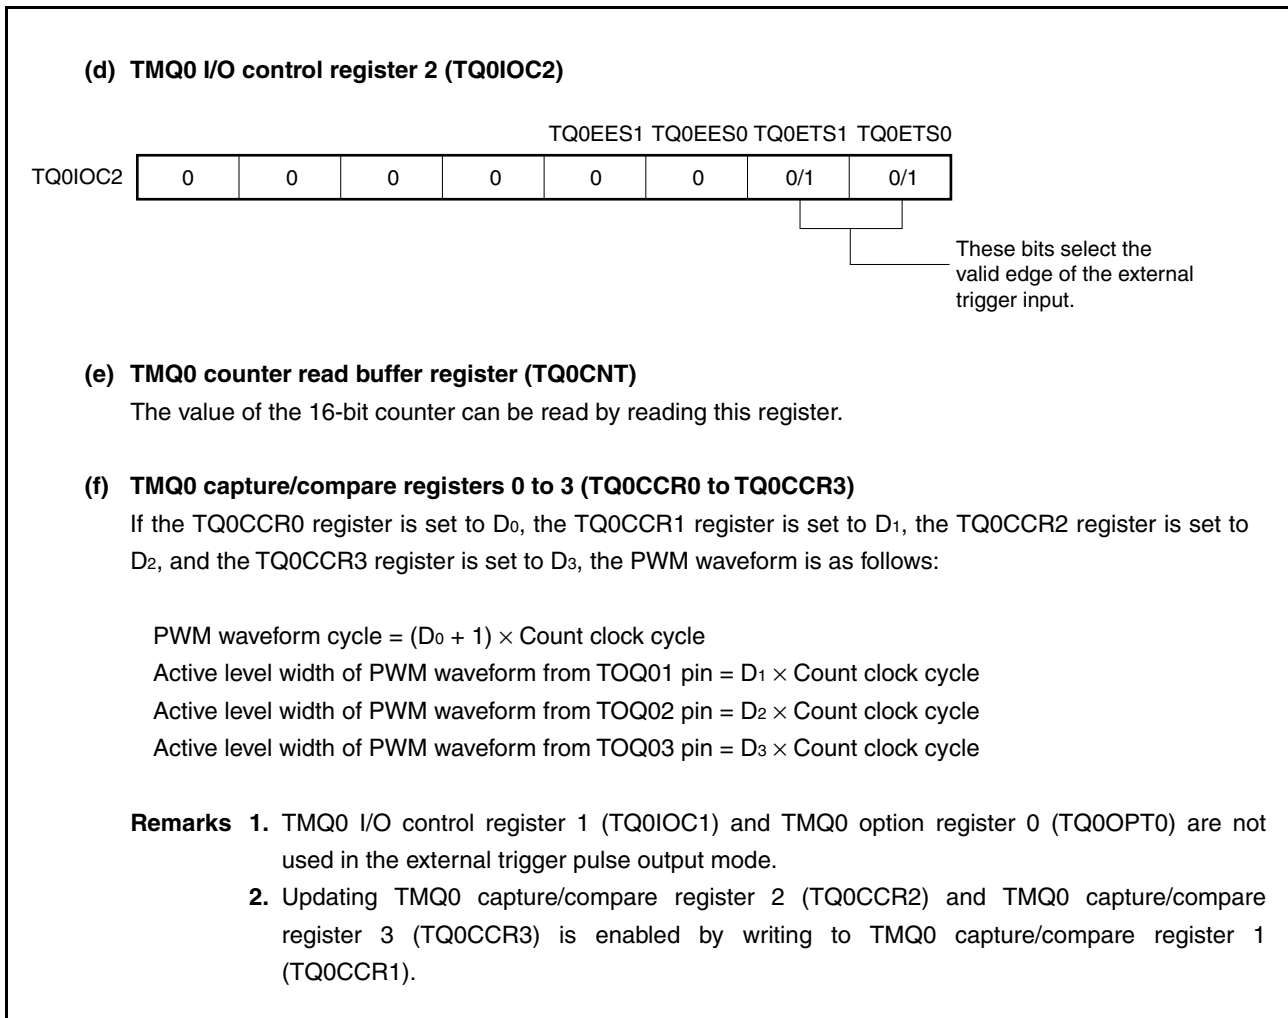 (d) TMQ0 I/O control register 2 (TQ0IOC2)
TQ0EES1 TQ0EES0 TQ0ETS1 TQ0ETS0
TQ0IOC2 0 0 0 0 0 0 0/1 0/1
These bits select the
valid edge of the external
trigger input.
(e) TMQ0 counter read buffer register (TQ0CNT)
The value of the 16-bit counter can be read by reading this register.
(f) TMQ0 capture/compare registers 0 to 3 (TQ0CCR0 to TQ0CCR3)
If the TQ0CCR0 register is set to D0, the TQ0CCR1 register is set to D1, the TQ0CCR2 register is set to
D2, and the TQ0CCR3 register is set to D3, the PWM waveform is as follows:
PWM waveform cycle = (D0 + 1) × Count clock cycle
Active level width of PWM waveform from TOQ01 pin = D1 × Count clock cycle
Active level width of PWM waveform from TOQ02 pin = D2 × Count clock cycle
Active level width of PWM waveform from TOQ03 pin = D3 × Count clock cycle
Remarks 1. TMQ0 I/O control register 1 (TQ0IOC1) and TMQ0 option register 0 (TQ0OPT0) are not
used in the external trigger pulse output mode.
2. Updating TMQ0 capture/compare register 2 (TQ0CCR2) and TMQ0 capture/compare
register 3 (TQ0CCR3) is enabled by writing to TMQ0 capture/compare register 1
(TQ0CCR1).